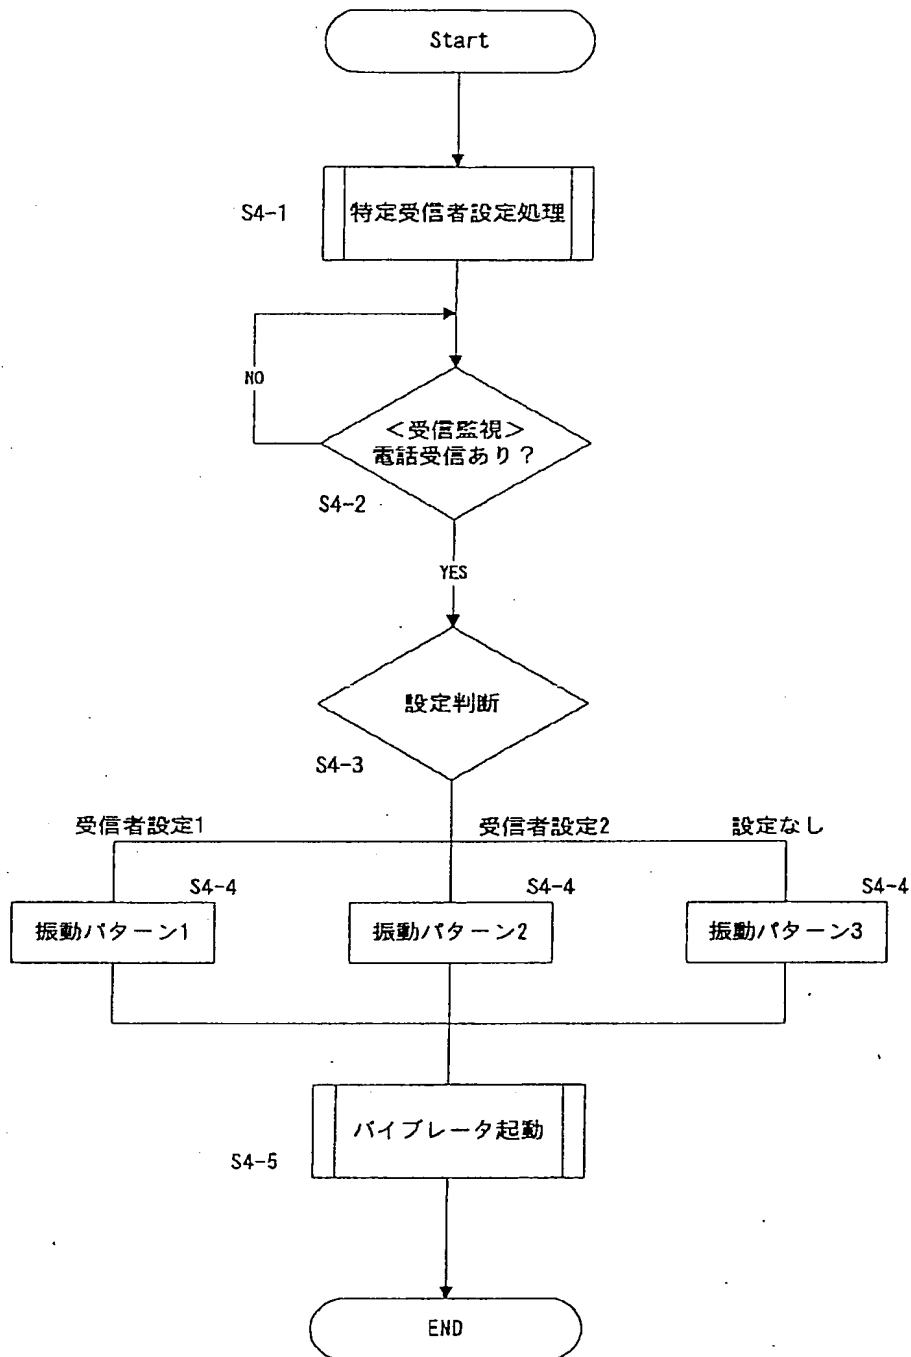 Start
S4-1
特定受信者設定処理
NO
<受信監視>
電話受信あり?
S4-2
YES
設定判断
S4-3
受信者設定1
受信者設定2
設定なし
S4-4
S4-4
S4-4
振動パターン1
振動パターン2
振動パターン3
バイブレータ起動
S4-5
END